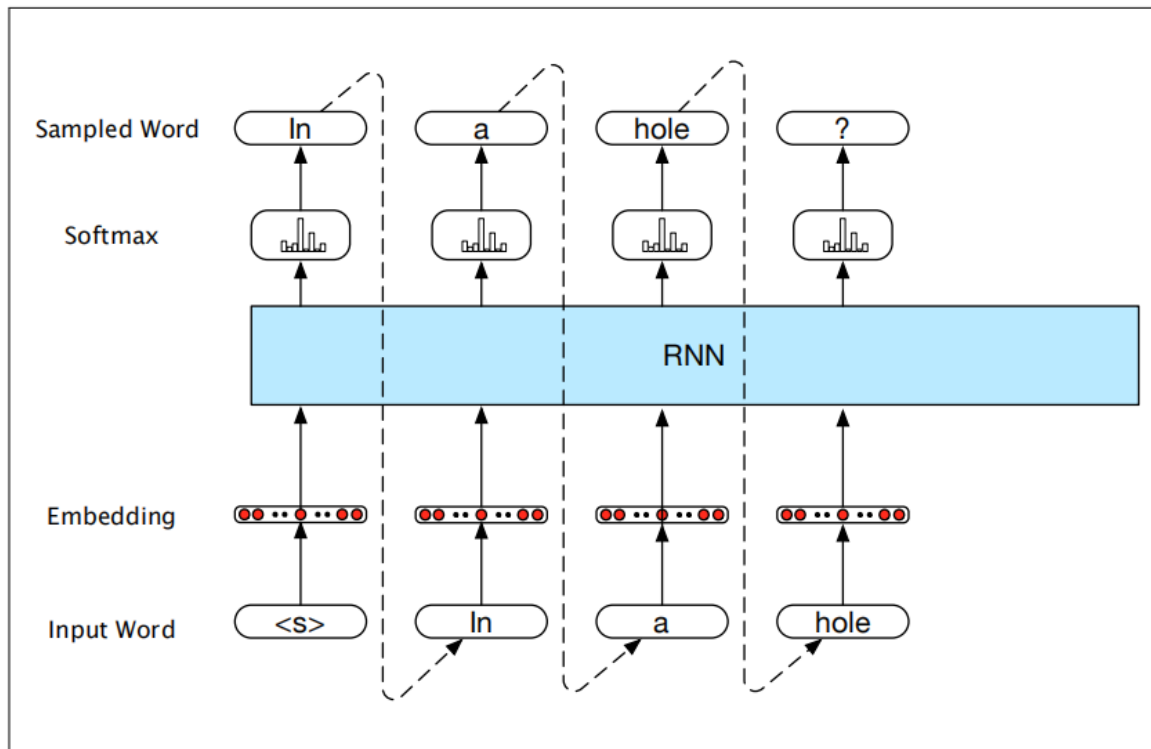 Sampled Word In a hole ?
Softmax
RNN
Embedding
Input Word <s> In a hole